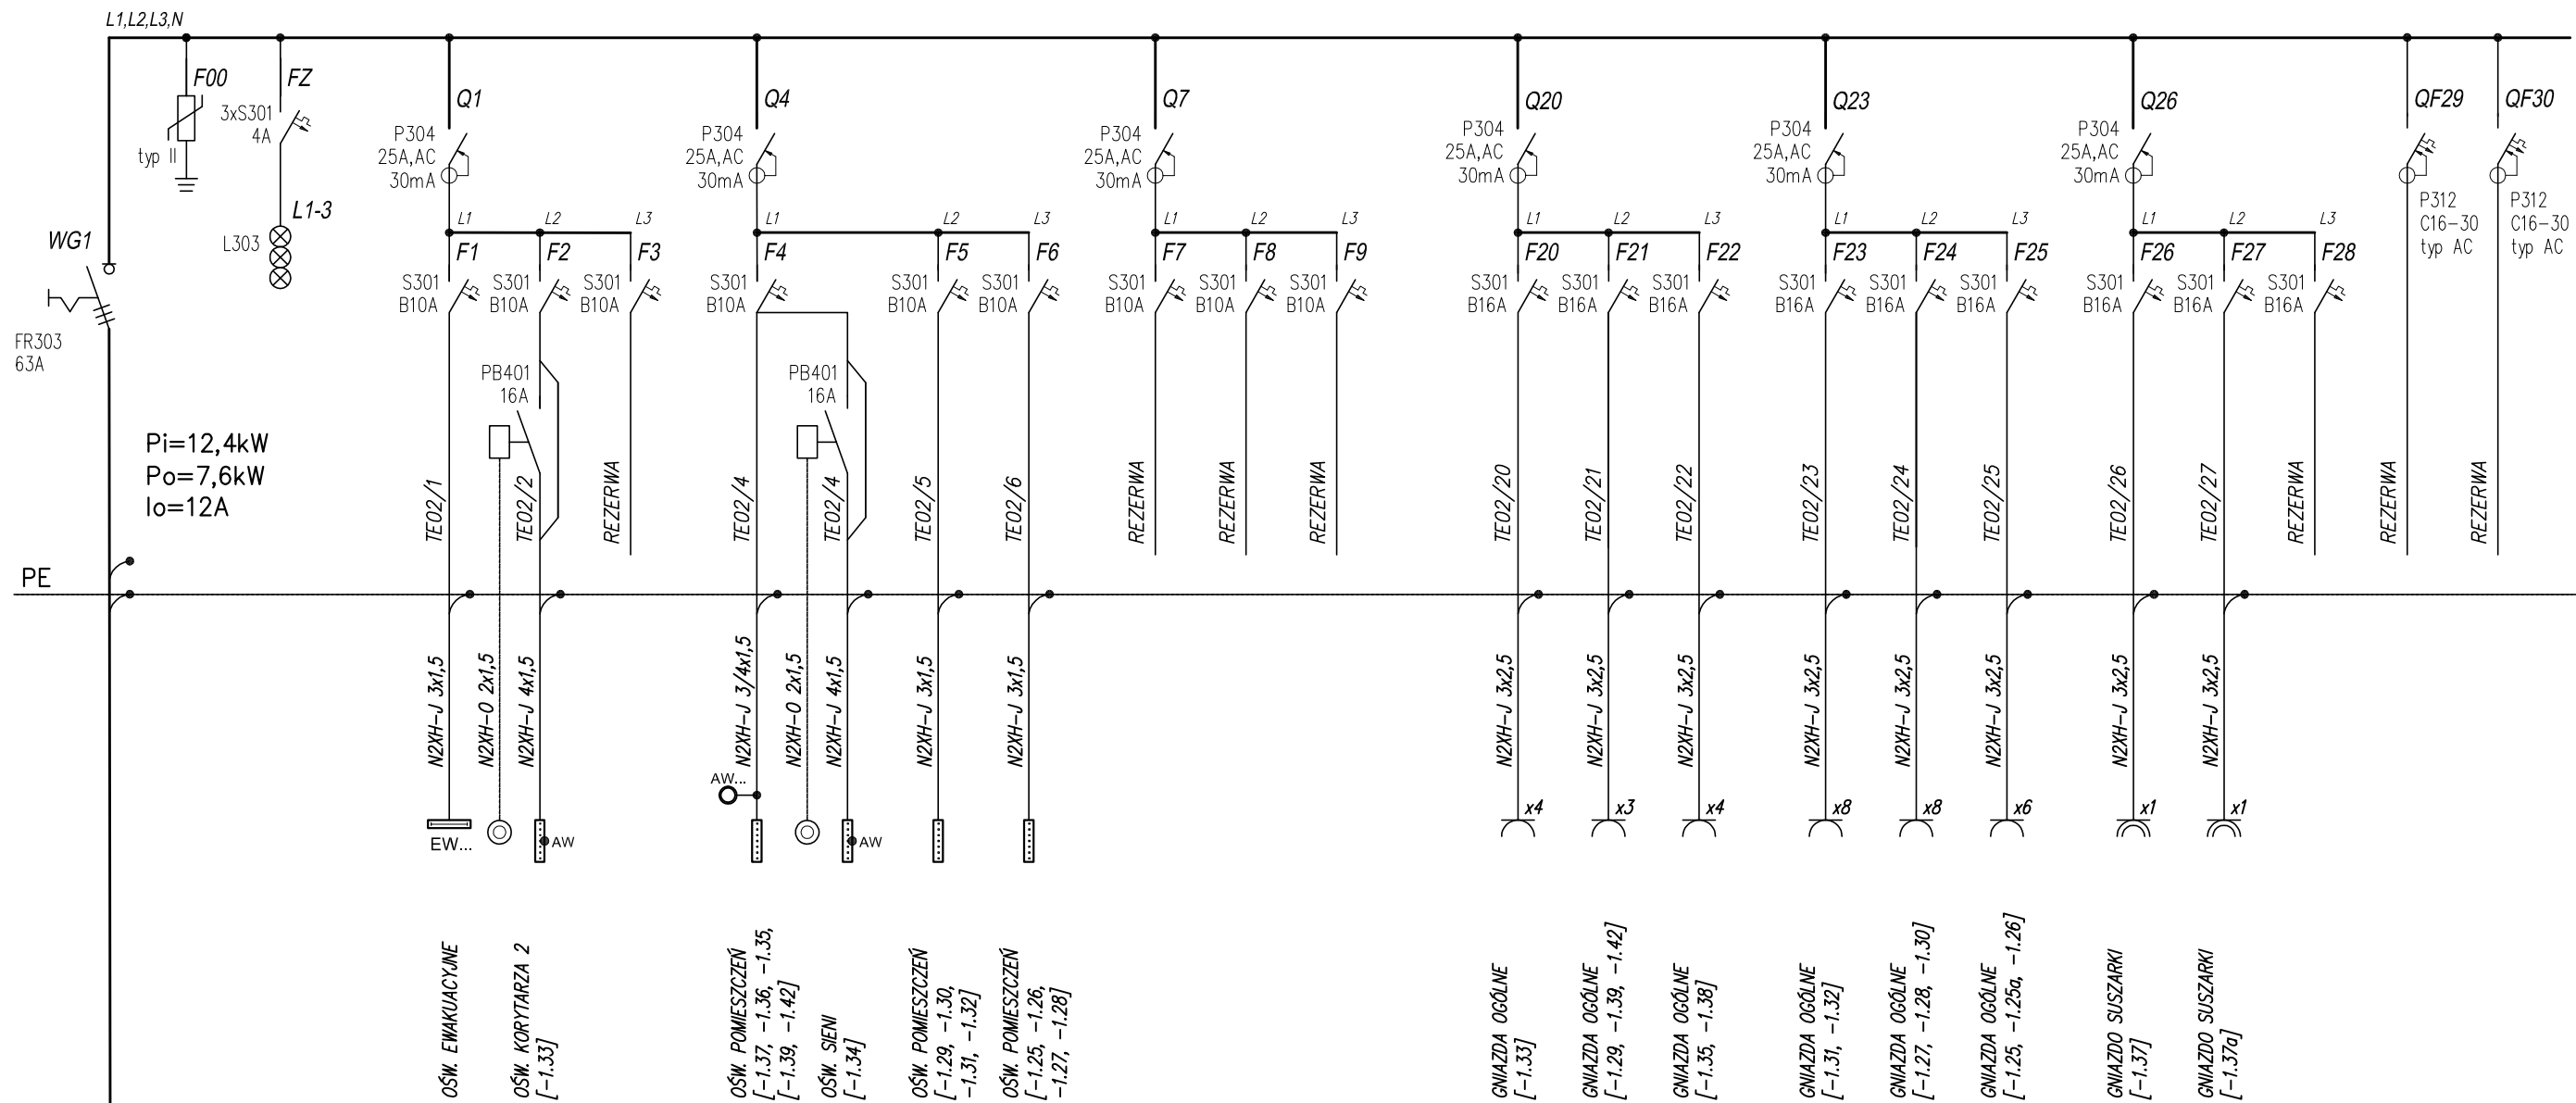 L1,L2,L3,N
F00
typ II
FZ
3xS301
4A
L1-3
L303
WG1
FR303
63A
Pi=12,4kW
Po=7,6kW
Io=12A
PE
Q1
P304
25A,AC
30mA
L1
L2
L3
F1
S301
B10A
F2
S301
B10A
F3
S301
B10A
PB401
16A
TE02/1
TE02/2
REZERWA
N2XH-J 3x1,5
N2XH-O 2x1,5
N2XH-J 4x1,5
EW...
AW
OŚW. EWAKUACYJNE
OŚW. KORYTARZA 2
[-1.33]
Q4
P304
25A,AC
30mA
L1
L2
L3
F4
S301
B10A
F5
S301
B10A
F6
S301
B10A
PB401
16A
TE02/4
TE02/4
TE02/5
TE02/6
N2XH-J 3/4x1,5
N2XH-O 2x1,5
N2XH-J 4x1,5
N2XH-J 3x1,5
N2XH-J 3x1,5
AW...
AW
OŚW. POMIESZCZEŃ
[-1.37, -1.36, -1.35,
[-1.39, -1.42]
OŚW. SIENI
[-1.34]
OŚW. POMIESZCZEŃ
[-1.29, -1.30,
-1.31, -1.32]
OŚW. POMIESZCZEŃ
[-1.25, -1.26,
-1.27, -1.28]
Q7
P304
25A,AC
30mA
L1
L2
L3
F7
S301
B10A
F8
S301
B10A
F9
S301
B10A
REZERWA
REZERWA
REZERWA
Q20
P304
25A,AC
30mA
L1
L2
L3
F20
S301
B16A
F21
S301
B16A
F22
S301
B16A
TE02/20
TE02/21
TE02/22
N2XH-J 3x2,5
N2XH-J 3x2,5
N2XH-J 3x2,5
x4
x3
x4
GNIAZDA OGÓLNE
[-1.33]
GNIAZDA OGÓLNE
[-1.29, -1.39, -1.42]
GNIAZDA OGÓLNE
[-1.35, -1.38]
Q23
P304
25A,AC
30mA
L1
L2
L3
F23
S301
B16A
F24
S301
B16A
F25
S301
B16A
TE02/23
TE02/24
TE02/25
N2XH-J 3x2,5
N2XH-J 3x2,5
N2XH-J 3x2,5
x8
x8
x6
GNIAZDA OGÓLNE
[-1.31, -1.32]
GNIAZDA OGÓLNE
[-1.27, -1.28, -1.30]
GNIAZDA OGÓLNE
[-1.25, -1.25a, -1.26]
Q26
P304
25A,AC
30mA
L1
L2
L3
F26
S301
B16A
F27
S301
B16A
F28
S301
B16A
TE02/26
TE02/27
REZERWA
N2XH-J 3x2,5
N2XH-J 3x2,5
x1
x1
GNIAZDO SUSZARKI
[-1.37]
GNIAZDO SUSZARKI
[-1.37a]
QF29
P312
C16-30
typ AC
REZERWA
QF30
P312
C16-30
typ AC
REZERWA